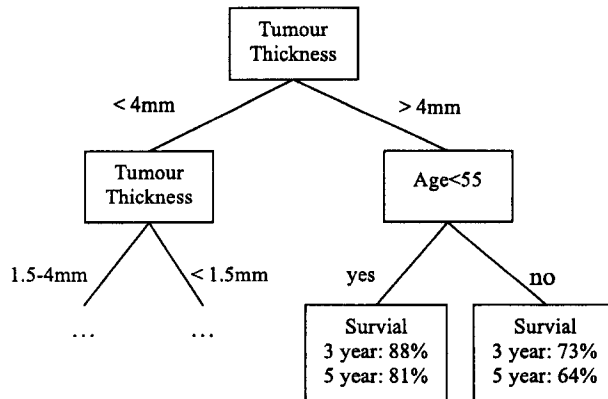 Tumour
Thickness
< 4mm
> 4mm
Tumour
Thickness
Age<55
1.5-4mm
< 1.5mm
yes
no
...
...
Survial
3 year: 88%
5 year: 81%
Survial
3 year: 73%
5 year: 64%